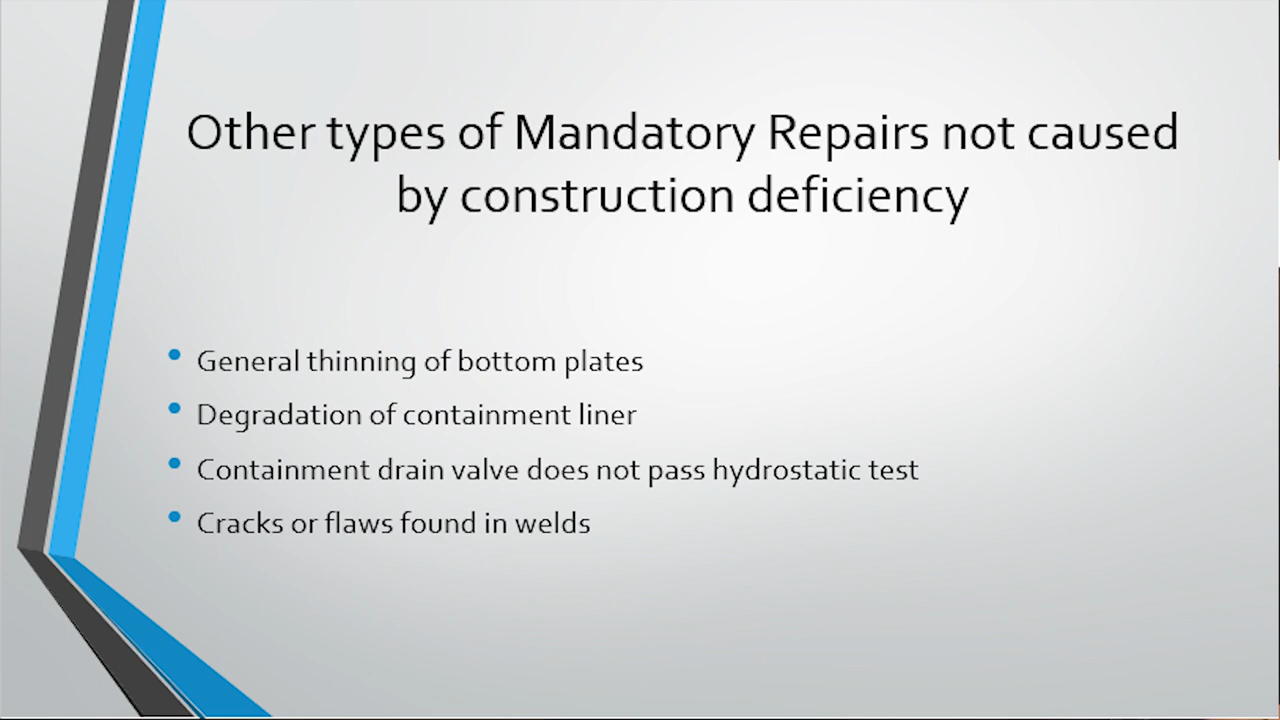 Other types of Mandatory Repairs not caused
by construction deficiency
• General thinning of bottom plates
• Degradation of containment liner
• Containment drain valve does not pass hydrostatic test
• Cracks or flaws found in welds